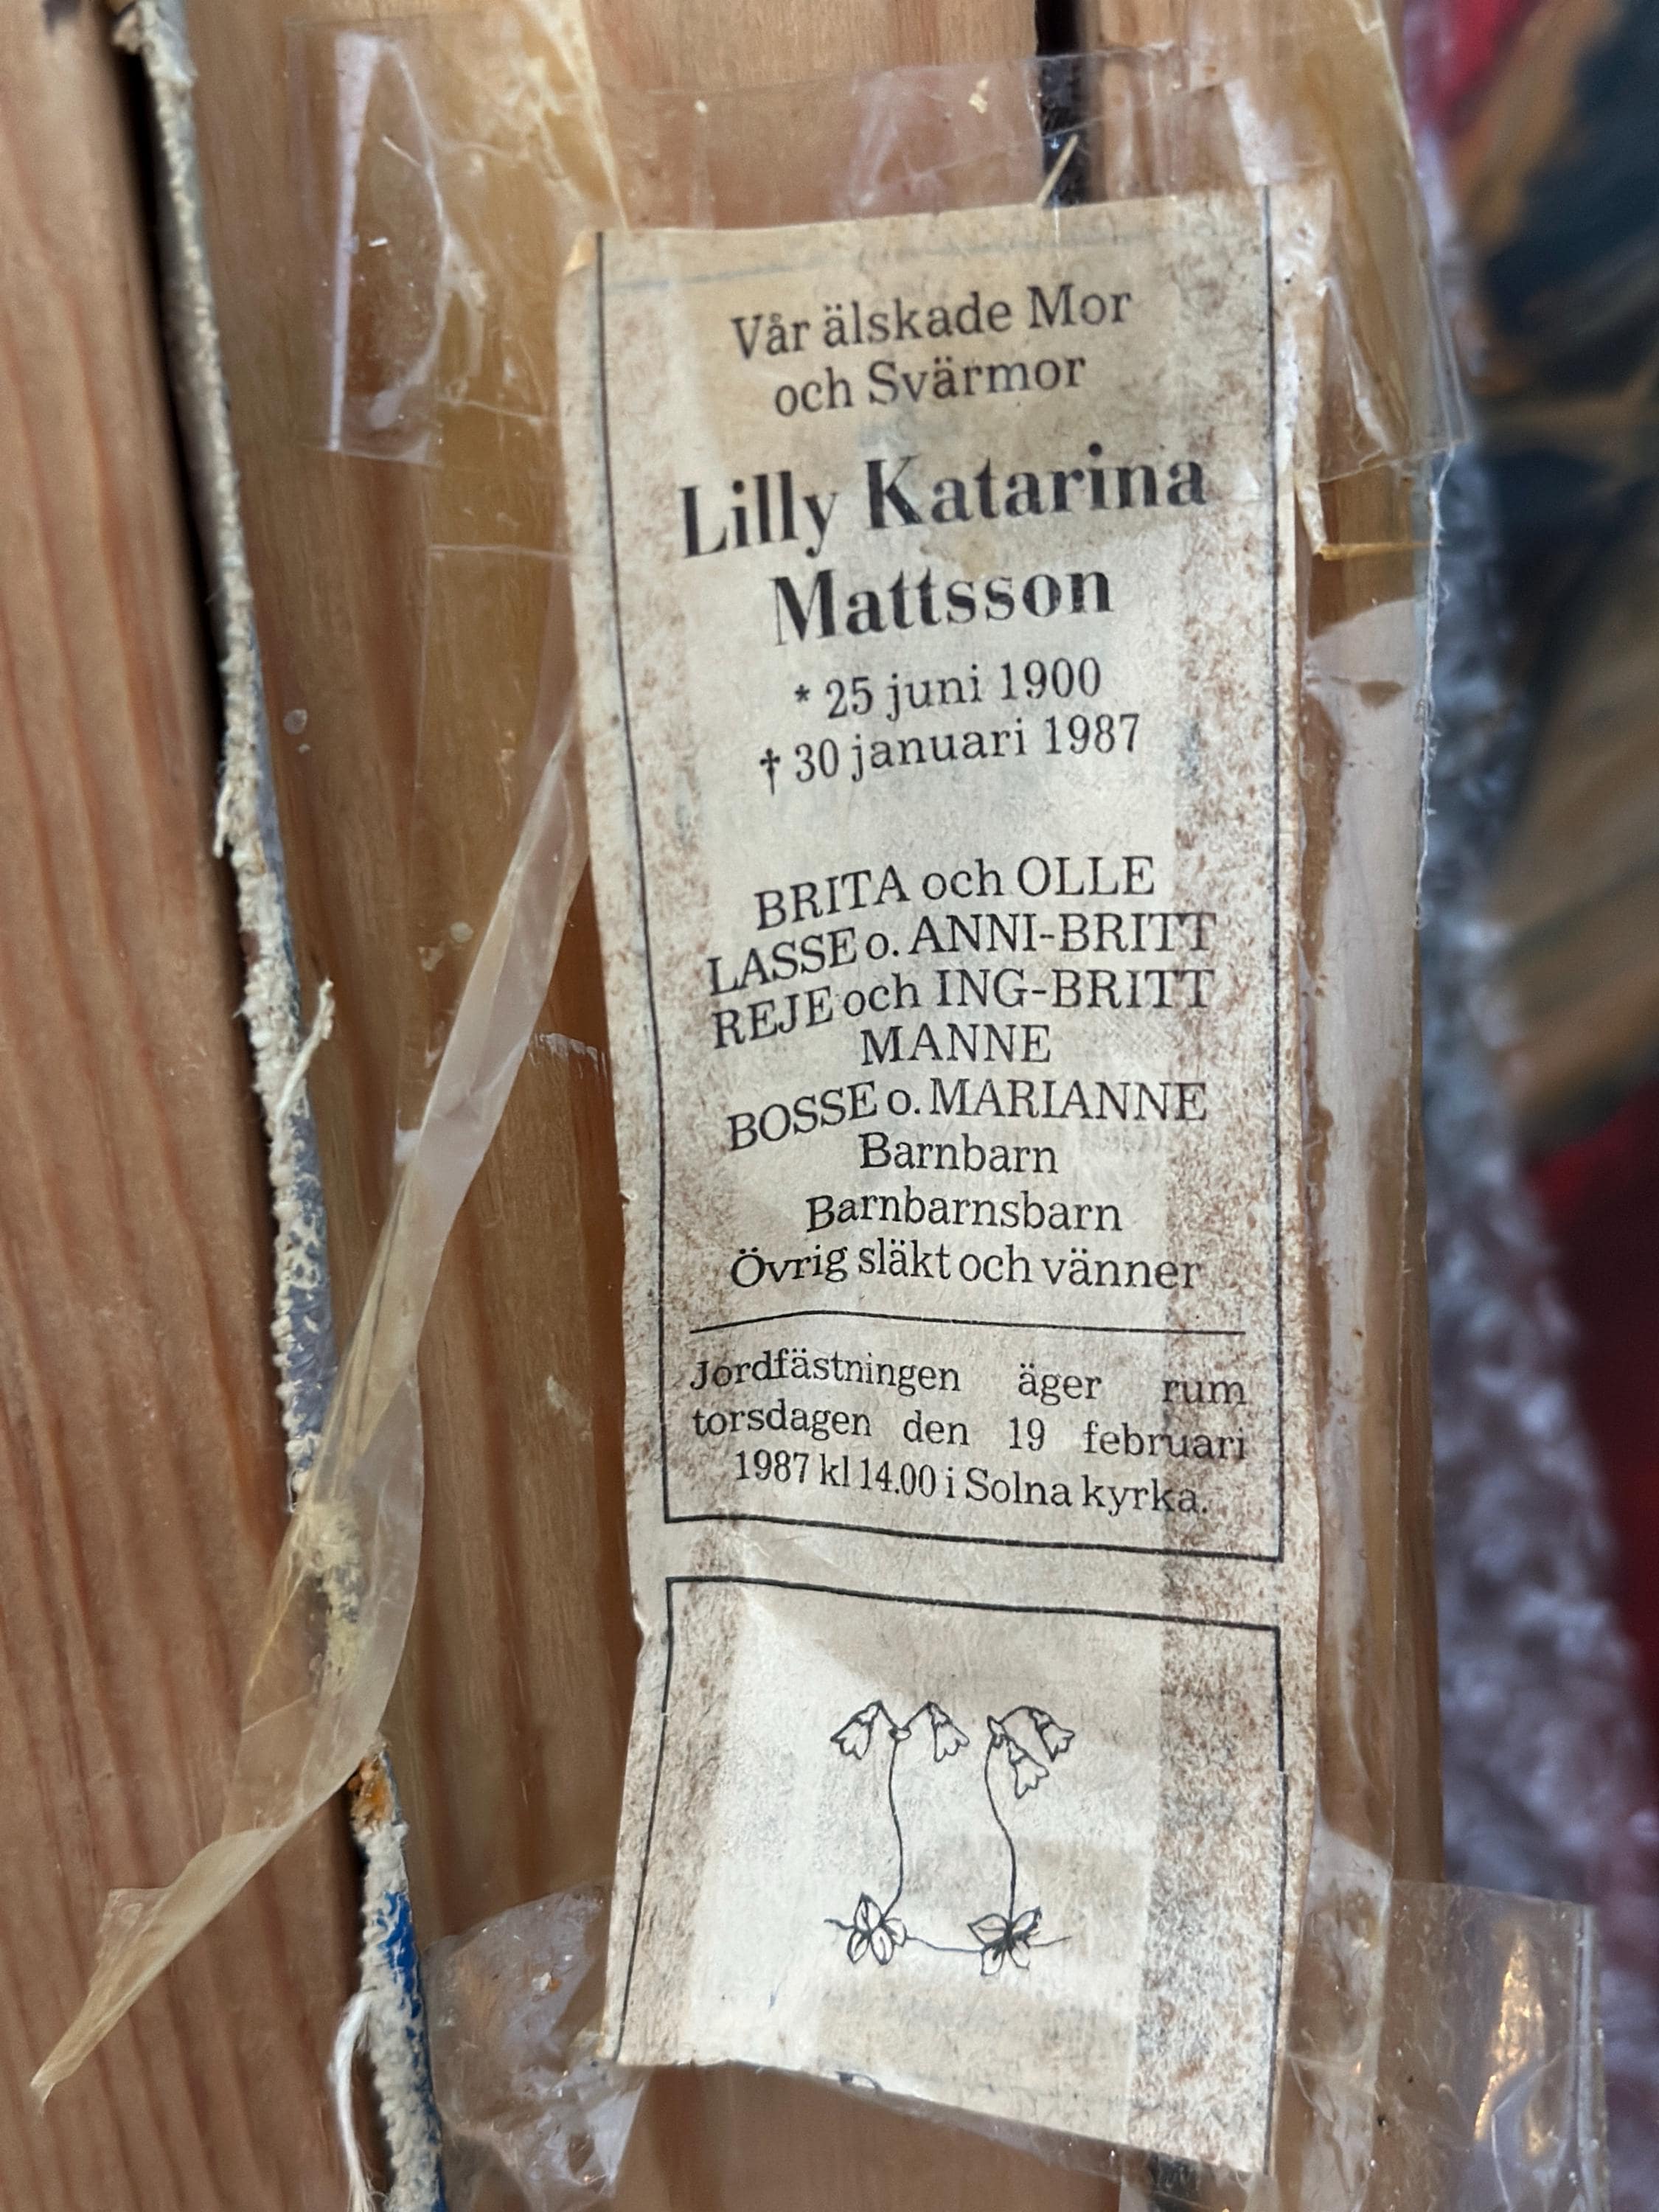 Vår älskade Mor
och Svärmor
Lilly Katarina
Mattsson
* 25 juni 1900
† 30 januari 1987
BRITA och OLLE
LASSE o. ANNI-BRITT
REJE och ING-BRITT
MANNE
BOSSE o. MARIANNE
Barnbarn
Barnbarnsbarn
Övrig släkt och vänner
Jordfästningen äger rum
torsdagen den 19 februari
1987 kl 14.00 i Solna kyrka.